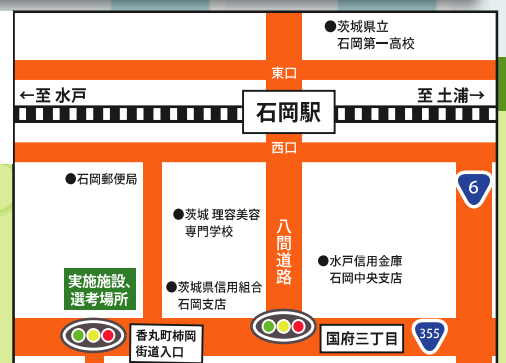 ●茨城県立
石岡第一高校
東口
←至 水戸
至 土浦→
石岡駅
西口
●石岡郵便局
6
●茨城 理容美容
専門学校
八間道路
●水戸信用金庫
石岡中央支店
実施施設、
選考場所
●茨城県信用組合
石岡支店
香丸町柿岡
街道入口
国府三丁目
355